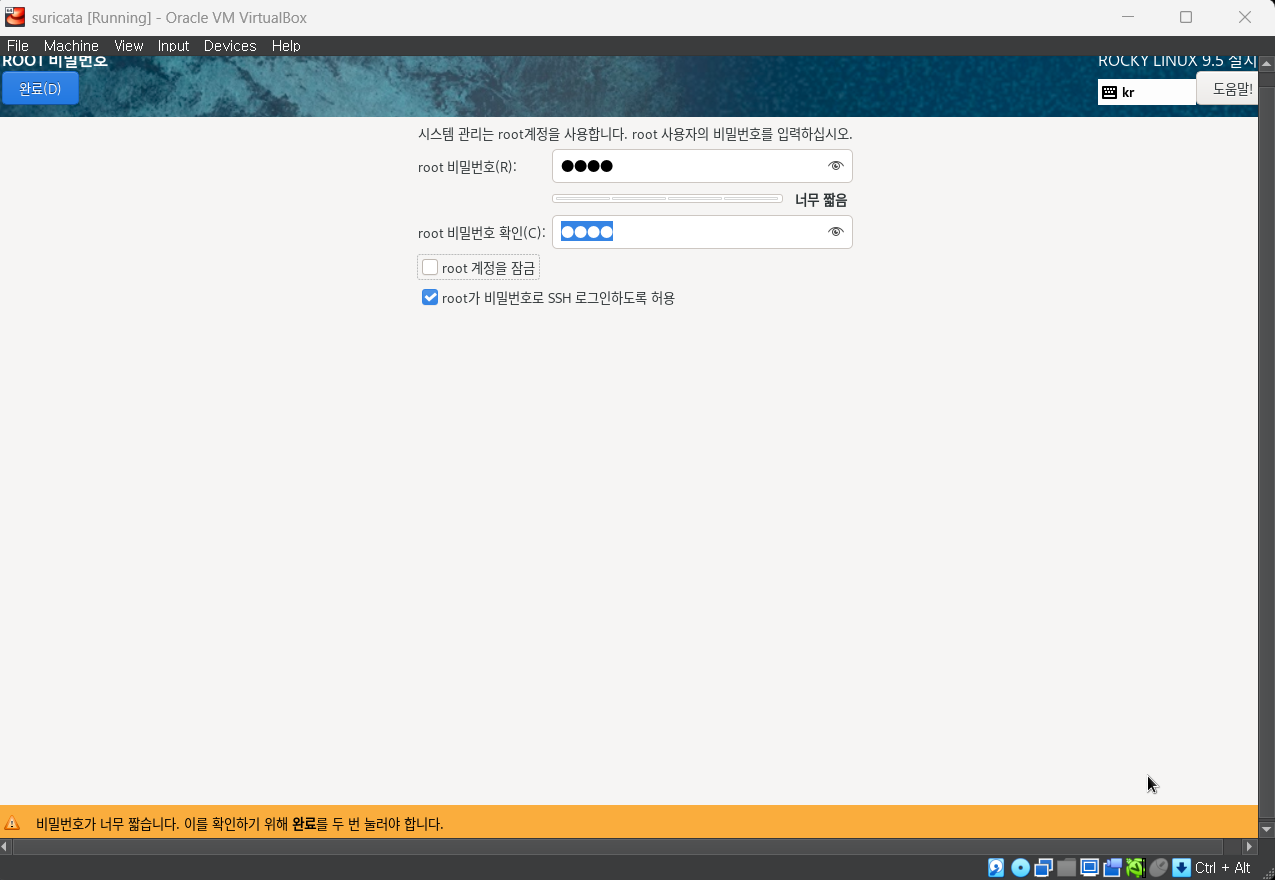 suricata [Running] - Oracle VM VirtualBox
File Machine View Input Devices Help
ROOT 비밀번호
ROCKY LINUX 9.5 설치
완료(D)
kr
도움말!
시스템 관리는 root계정을 사용합니다. root 사용자의 비밀번호를 입력하십시오.
root 비밀번호(R):
너무 짧음
root 비밀번호 확인(C):
root 계정을 잠금
root가 비밀번호로 SSH 로그인하도록 허용
비밀번호가 너무 짧습니다. 이를 확인하기 위해 완료를 두 번 눌러야 합니다.
Ctrl + Alt